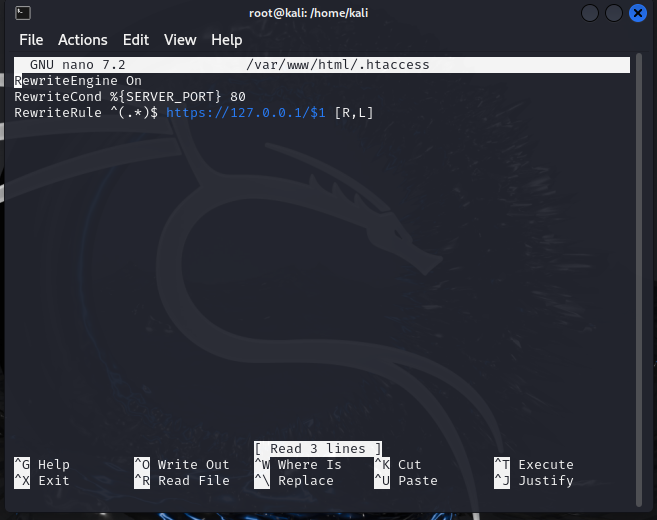 root@kali: /home/kali
File Actions Edit View Help
GNU nano 7.2 /var/www/html/.htaccess
RewriteEngine On
RewriteCond %{SERVER_PORT} 80
RewriteRule ^(.*)$ https://127.0.0.1/$1 [R,L]
[ Read 3 lines ]
^G Help ^O Write Out ^W Where Is ^K Cut ^T Execute
^X Exit ^R Read File ^\ Replace ^U Paste ^J Justify